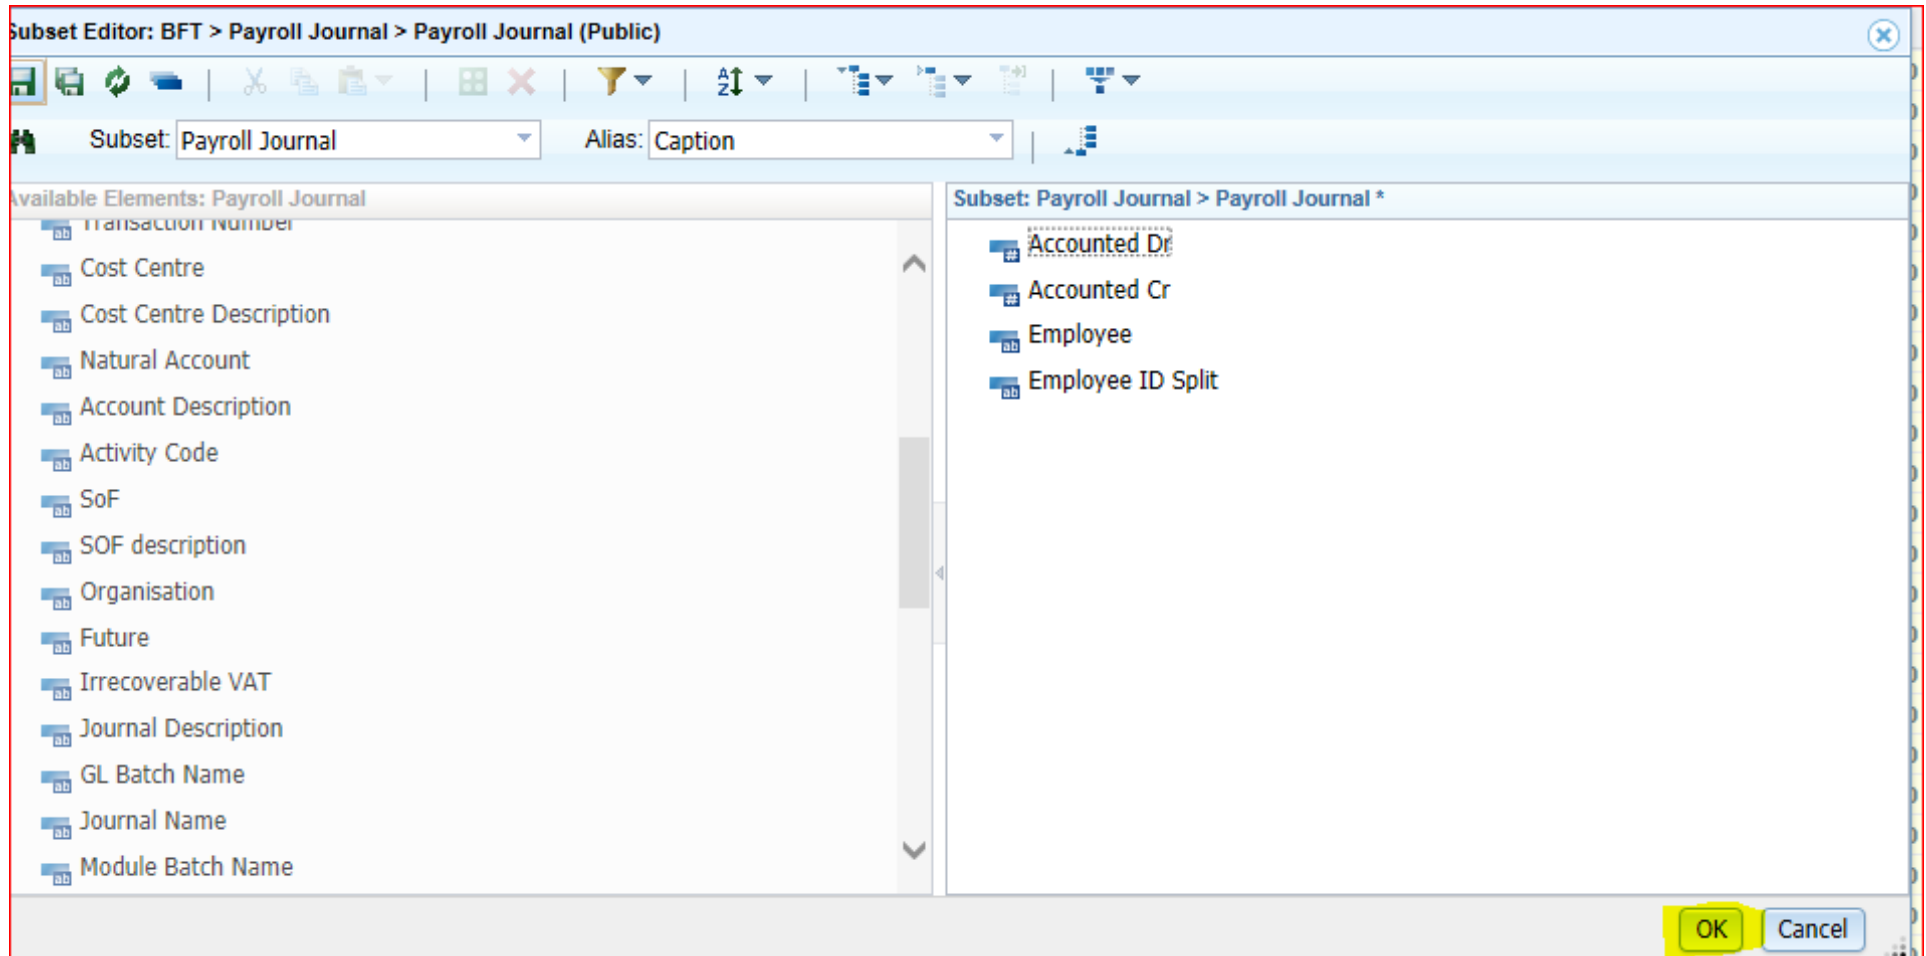 Subset Editor: BFT > Payroll Journal > Payroll Journal (Public)
Subset: Payroll Journal Alias: Caption
Available Elements: Payroll Journal
Transaction Number
Cost Centre
Cost Centre Description
Natural Account
Account Description
Activity Code
SoF
SOF description
Organisation
Future
Irrecoverable VAT
Journal Description
GL Batch Name
Journal Name
Module Batch Name
Subset: Payroll Journal > Payroll Journal *
Accounted Dr
Accounted Cr
Employee
Employee ID Split
OK Cancel